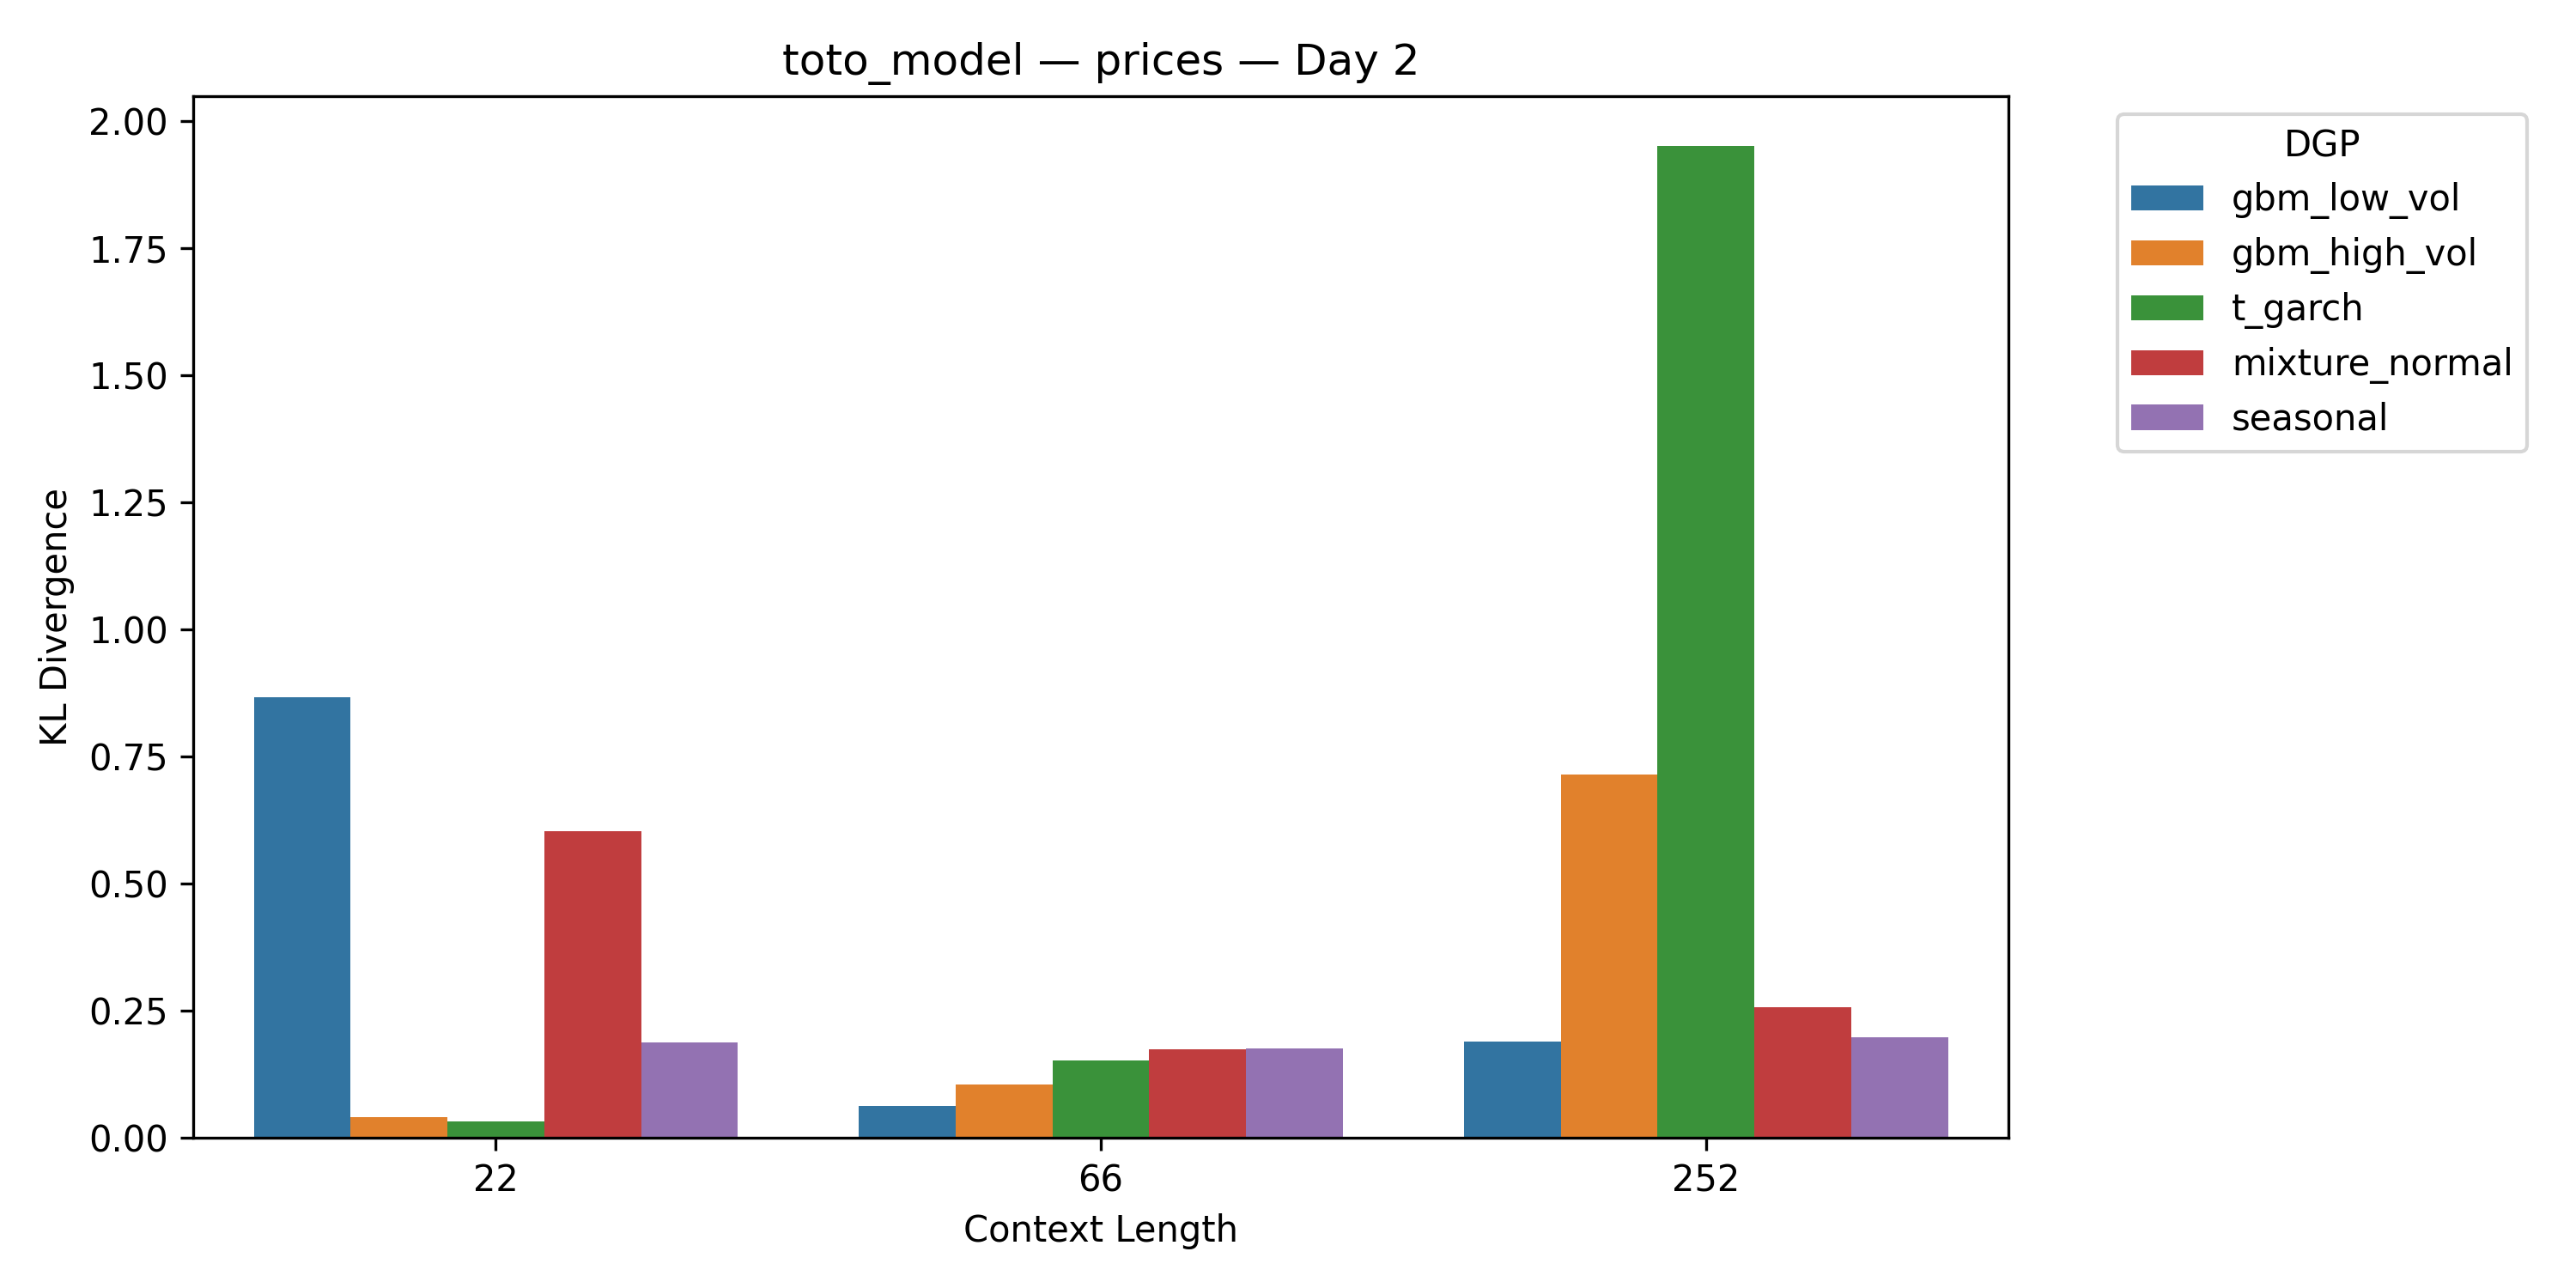 toto_model — prices — Day 2
2.00
1.75
1.50
1.25
1.00
0.75
0.50
0.25
0.00
KL Divergence
22
66
252
Context Length
DGP
gbm_low_vol
gbm_high_vol
t_garch
mixture_normal
seasonal